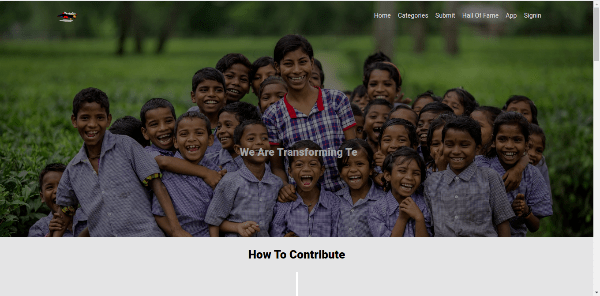 Home Categories Submit Hall Of Fame App Signin
We Are Transforming Te
How To Contribute